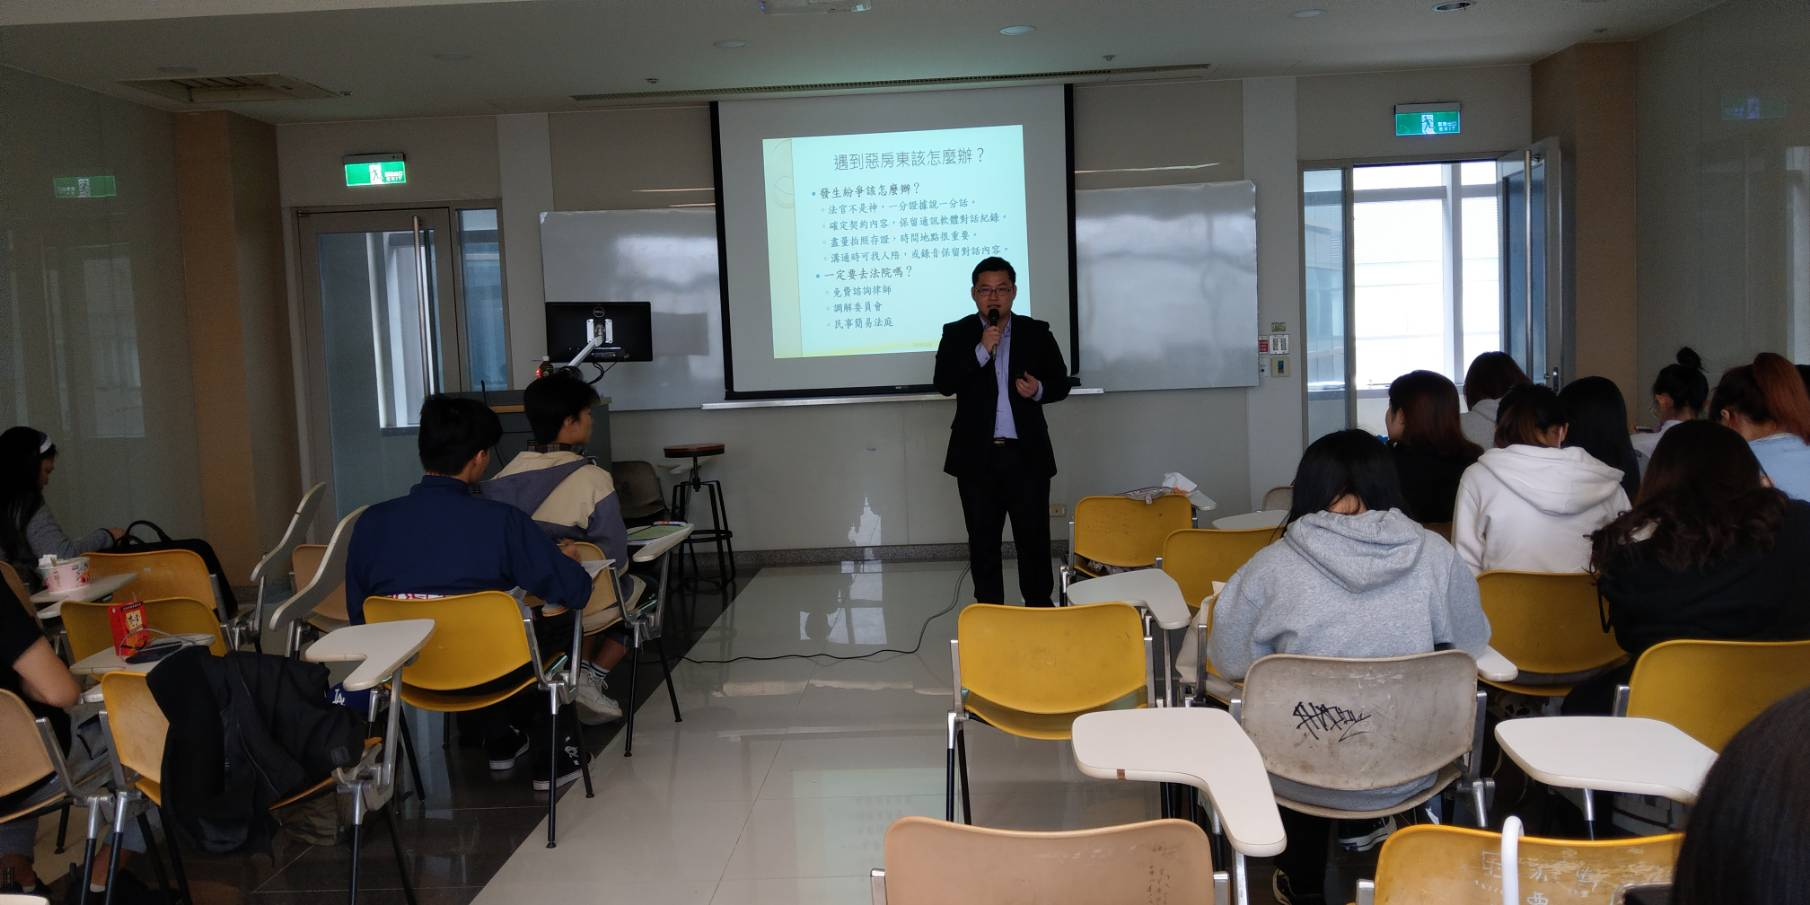 遇到惡房東該怎麼辦？
發生紛爭該怎麼辦？
法官不是神，一分證據說一分話。
確定契約內容，保留通訊軟體對話紀錄。
盡量拍照存證，時間地點很重要。
溝通時可找人陪，或錄音保留對話內容。
一定要去法院嗎？
免費諮詢律師
調解委員會
民事簡易法庭
EXIT
DELL
LA